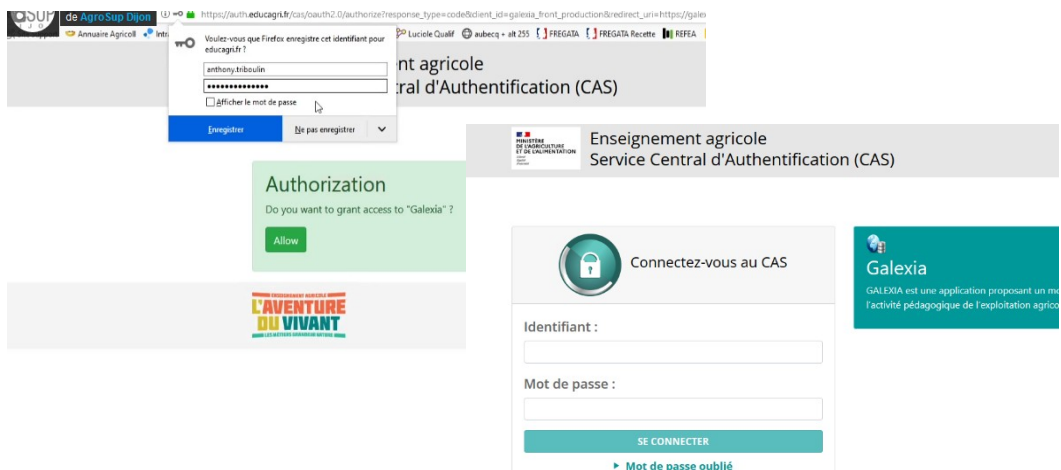 de AgroSup Dijon
https://auth.educagri.fr/cas/oauth2.0/authorize?response_type=code&client_id=galexia_front_production&redirect_uri=https://gale
Annuaire Agricoll
Intr
Luciole Qualif
aubecq + alt 255
FREGATA
FREGATA Recette
REFEA
Voulez-vous que Firefox enregistre cet identifiant pour
educagri.fr ?
anthony.triboulin
Afficher le mot de passe
Enregistrer
Ne pas enregistrer
nt agricole
ral d'Authentification (CAS)
Authorization
Do you want to grant access to "Galexia" ?
Allow
ENSEIGNEMENT AGRICOLE
L'AVENTURE
DU VIVANT
MINISTÈRE
DE L'AGRICULTURE
ET DE L'ALIMENTATION
Enseignement agricole
Service Central d'Authentification (CAS)
Connectez-vous au CAS
Identifiant :
Mot de passe :
SE CONNECTER
Mot de passe oublié
Galexia
GALEXIA est une application proposant un mo
l'activité pédagogique de l'exploitation agrico